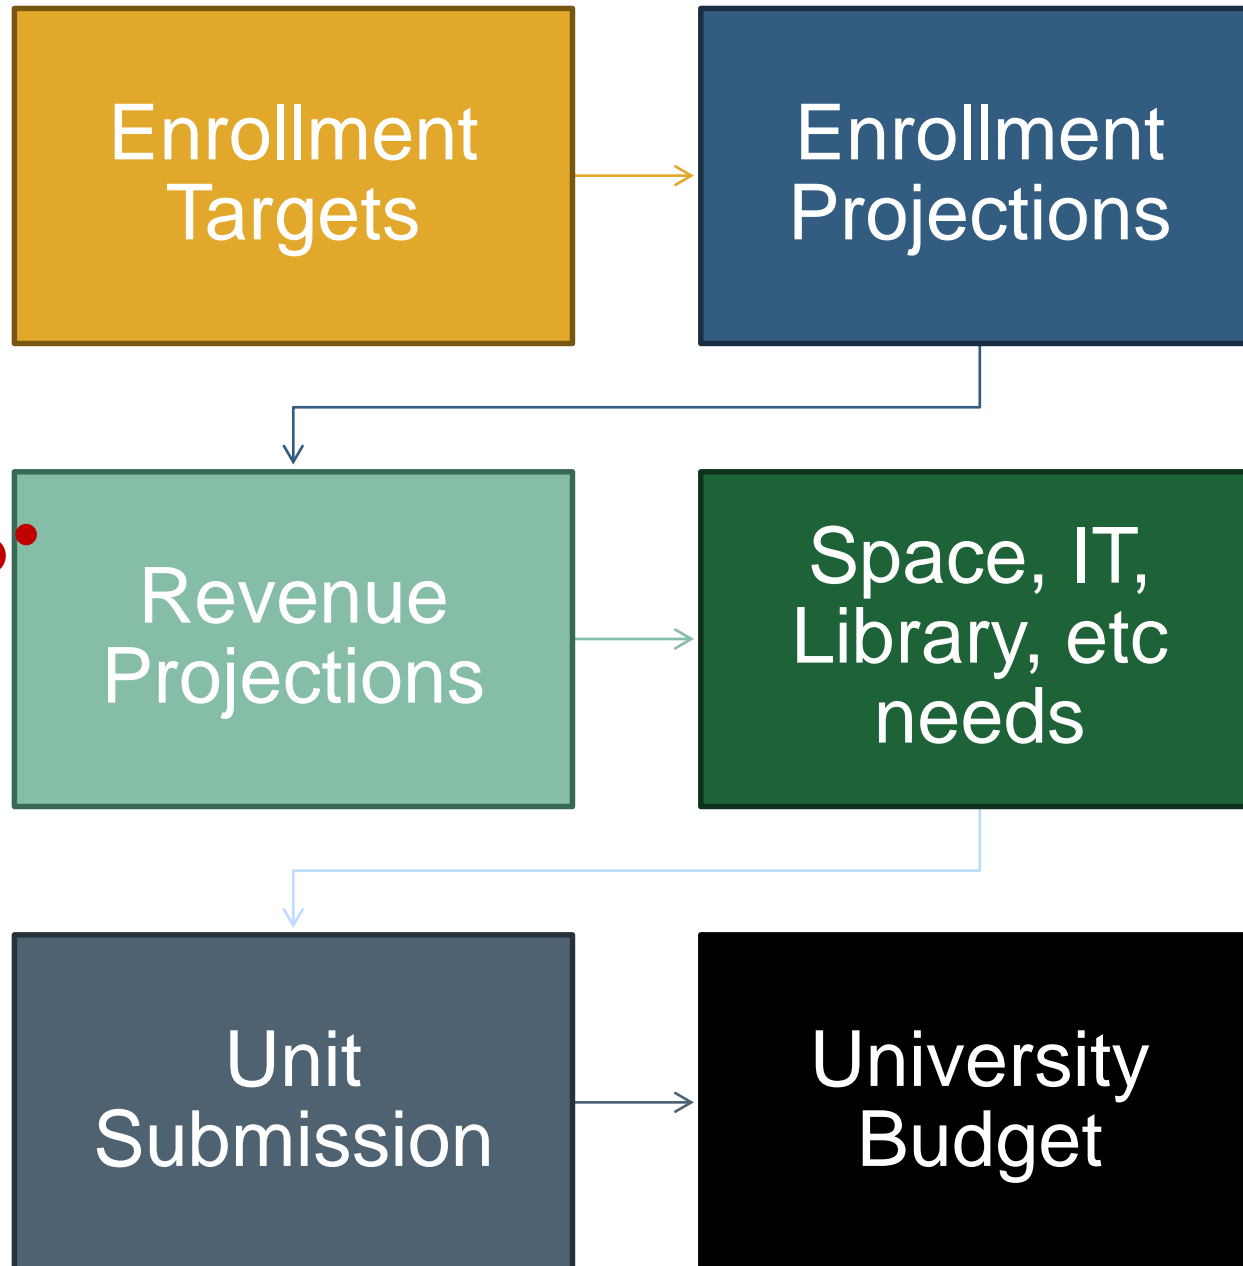 Enrollment
Targets
Enrollment
Projections
Revenue
Projections
Space, IT,
Library, etc
needs
Unit
Submission
University
Budget